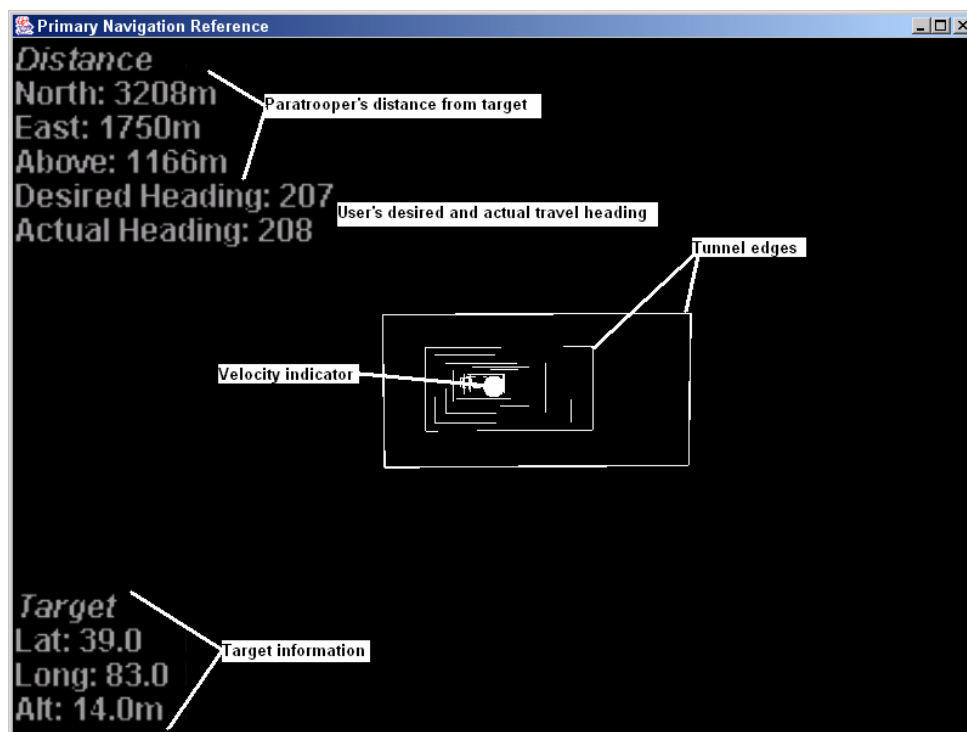 Primary Navigation Reference
Distance
North: 3208m
East: 1750m
Above: 1166m
Paratrooper's distance from target
Desired Heading: 207
Actual Heading: 208
User's desired and actual travel heading
Tunnel edges
Velocity indicator
Target
Lat: 39.0
Long: 83.0
Alt: 14.0m
Target information